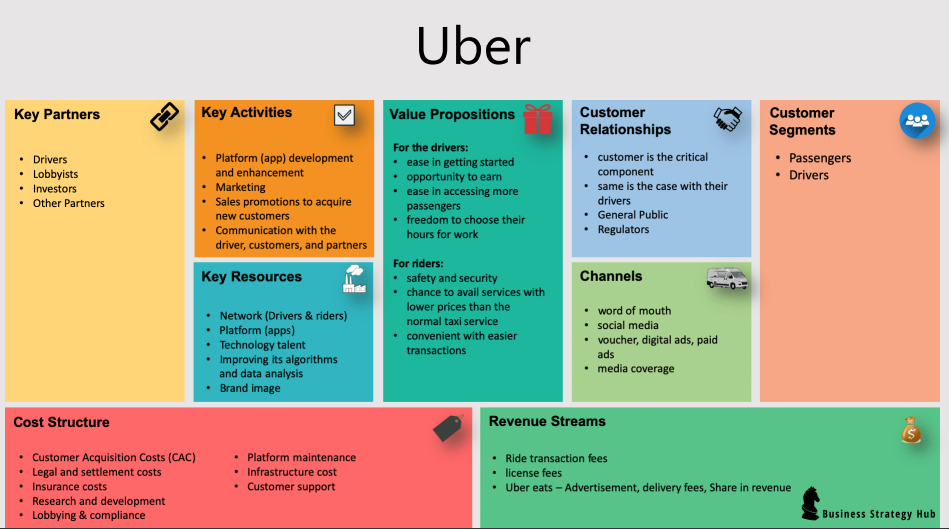 Uber
Key Partners
• Drivers
• Lobbyists
• Investors
• Other Partners
Key Activities
• Platform (app) development
and enhancement
• Marketing
• Sales promotions to acquire
new customers
• Communication with the
driver, customers, and partners
Key Resources
• Network (Drivers & riders)
• Platform (apps)
• Technology talent
• Improving its algorithms
and data analysis
• Brand image
Value Propositions
For the drivers:
• ease in getting started
• opportunity to earn
• ease in accessing more
passengers
• freedom to choose their
hours for work
For riders:
• safety and security
• chance to avail services with
lower prices than the
normal taxi service
• convenient with easier
transactions
Customer
Relationships
• customer is the critical
component
• same is the case with their
drivers
• General Public
• Regulators
Channels
• word of mouth
• social media
• voucher, digital ads, paid
ads
• media coverage
Customer
Segments
• Passengers
• Drivers
Cost Structure
• Customer Acquisition Costs (CAC)
• Legal and settlement costs
• Insurance costs
• Research and development
• Lobbying & compliance
• Platform maintenance
• Infrastructure cost
• Customer support
Revenue Streams
• Ride transaction fees
• license fees
• Uber eats – Advertisement, delivery fees, Share in revenue
Business Strategy Hub